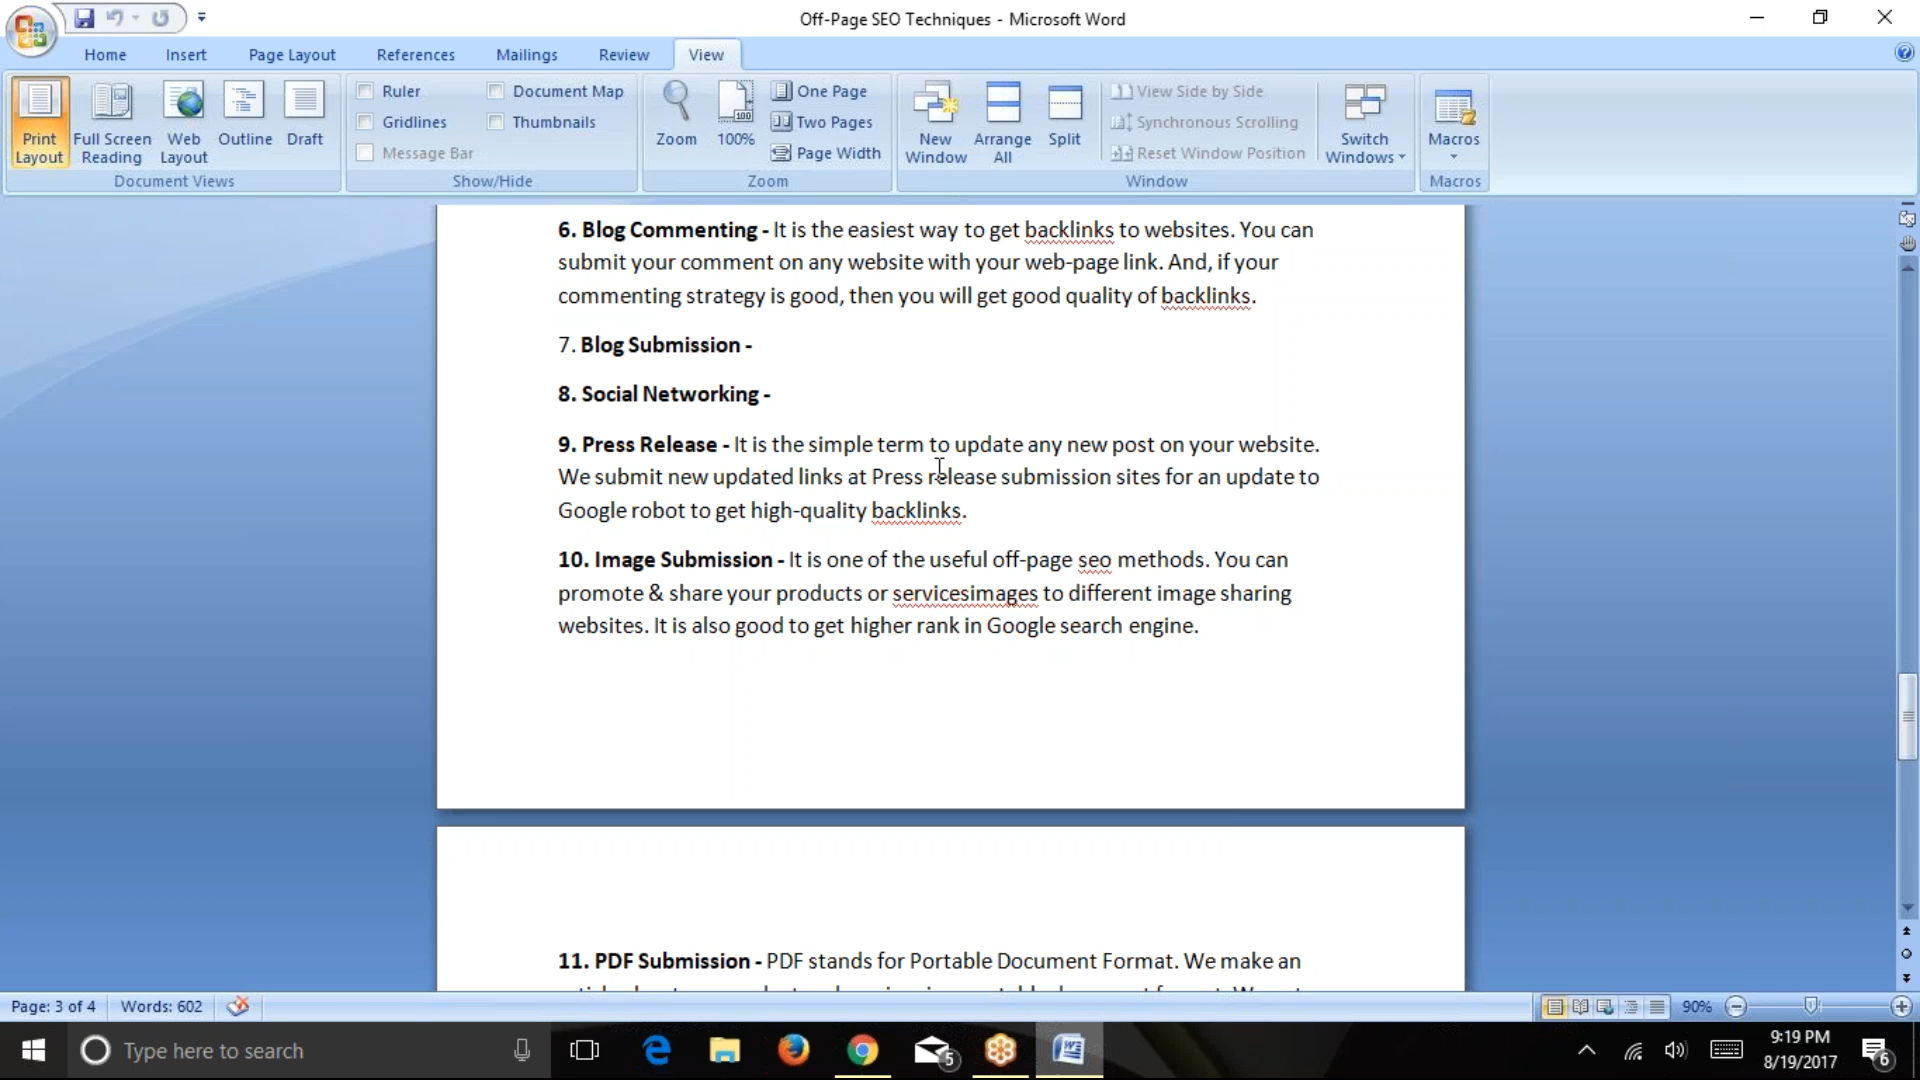 Off-Page SEO Techniques - Microsoft Word
Home Insert Page Layout References Mailings Review View
Print Layout
Full Screen Reading
Web Layout
Outline
Draft
Document Views
Ruler
Gridlines
Message Bar
Document Map
Thumbnails
Show/Hide
Zoom
100
100%
One Page
Two Pages
Page Width
Zoom
New Window
Arrange All
Split
View Side by Side
Synchronous Scrolling
Reset Window Position
Window
Switch Windows
Macros
Macros
6. Blog Commenting - It is the easiest way to get backlinks to websites. You can
submit your comment on any website with your web-page link. And, if your
commenting strategy is good, then you will get good quality of backlinks.
7. Blog Submission -
8. Social Networking -
9. Press Release - It is the simple term to update any new post on your website.
We submit new updated links at Press release submission sites for an update to
Google robot to get high-quality backlinks.
10. Image Submission - It is one of the useful off-page seo methods. You can
promote & share your products or servicesimages to different image sharing
websites. It is also good to get higher rank in Google search engine.
11. PDF Submission - PDF stands for Portable Document Format. We make an
Page: 3 of 4 Words: 602 90%
Type here to search
5
9:19 PM
8/19/2017
6